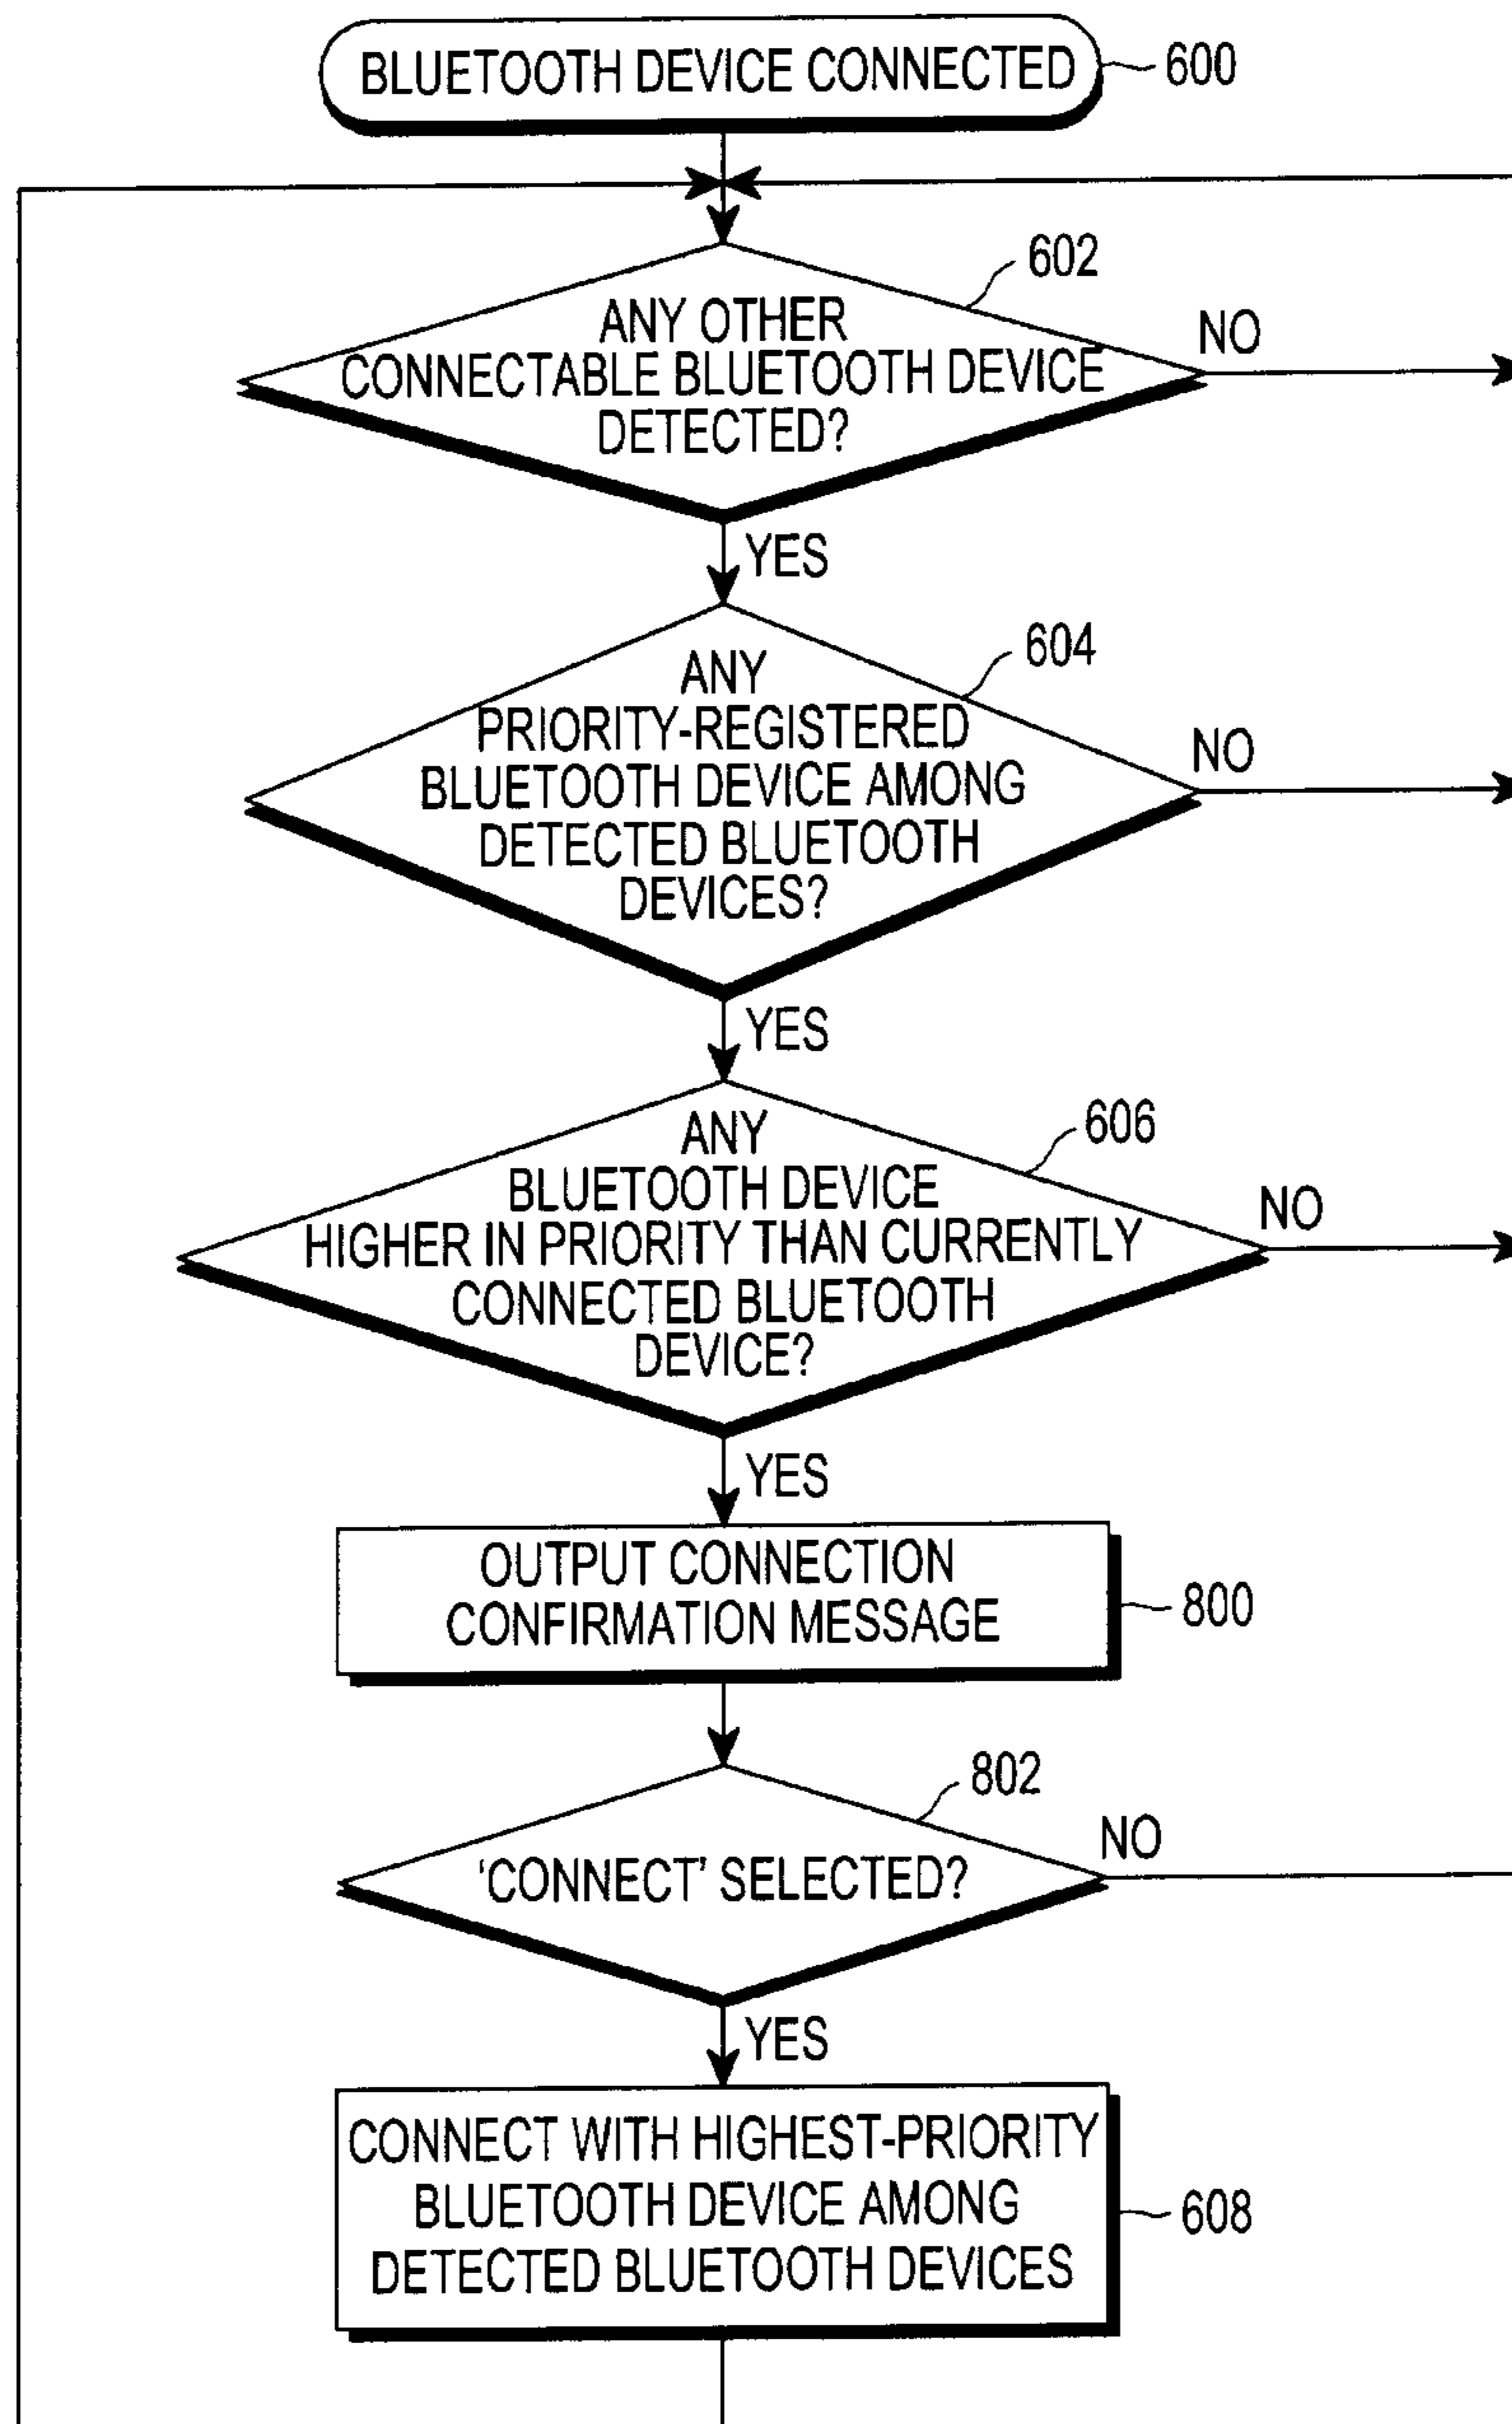 BLUETOOTH DEVICE CONNECTED
600
602
ANY OTHER
CONNECTABLE BLUETOOTH DEVICE
DETECTED?
NO
YES
604
ANY
PRIORITY-REGISTERED
BLUETOOTH DEVICE AMONG
DETECTED BLUETOOTH
DEVICES?
NO
YES
606
ANY
BLUETOOTH DEVICE
HIGHER IN PRIORITY THAN CURRENTLY
CONNECTED BLUETOOTH
DEVICE?
NO
YES
OUTPUT CONNECTION
CONFIRMATION MESSAGE
800
802
'CONNECT' SELECTED?
NO
YES
CONNECT WITH HIGHEST-PRIORITY
BLUETOOTH DEVICE AMONG
DETECTED BLUETOOTH DEVICES
608